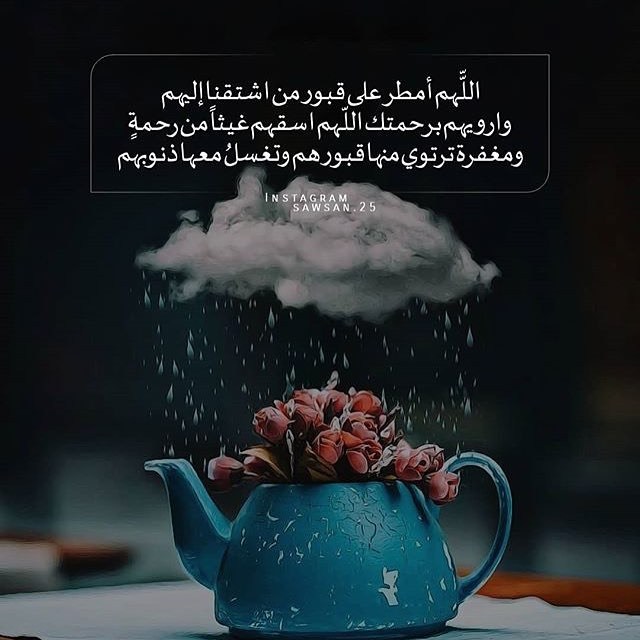 اللّهم أمطر على قبور من اشتقنا إليهم
وارويهم برحمتك اللّهم اسقهم غيثاً من رحمةٍ
ومغفرة ترتوي منها قبورهم وتغسلُ معها ذنوبهم
INSTAGRAM
SAWSAN.25